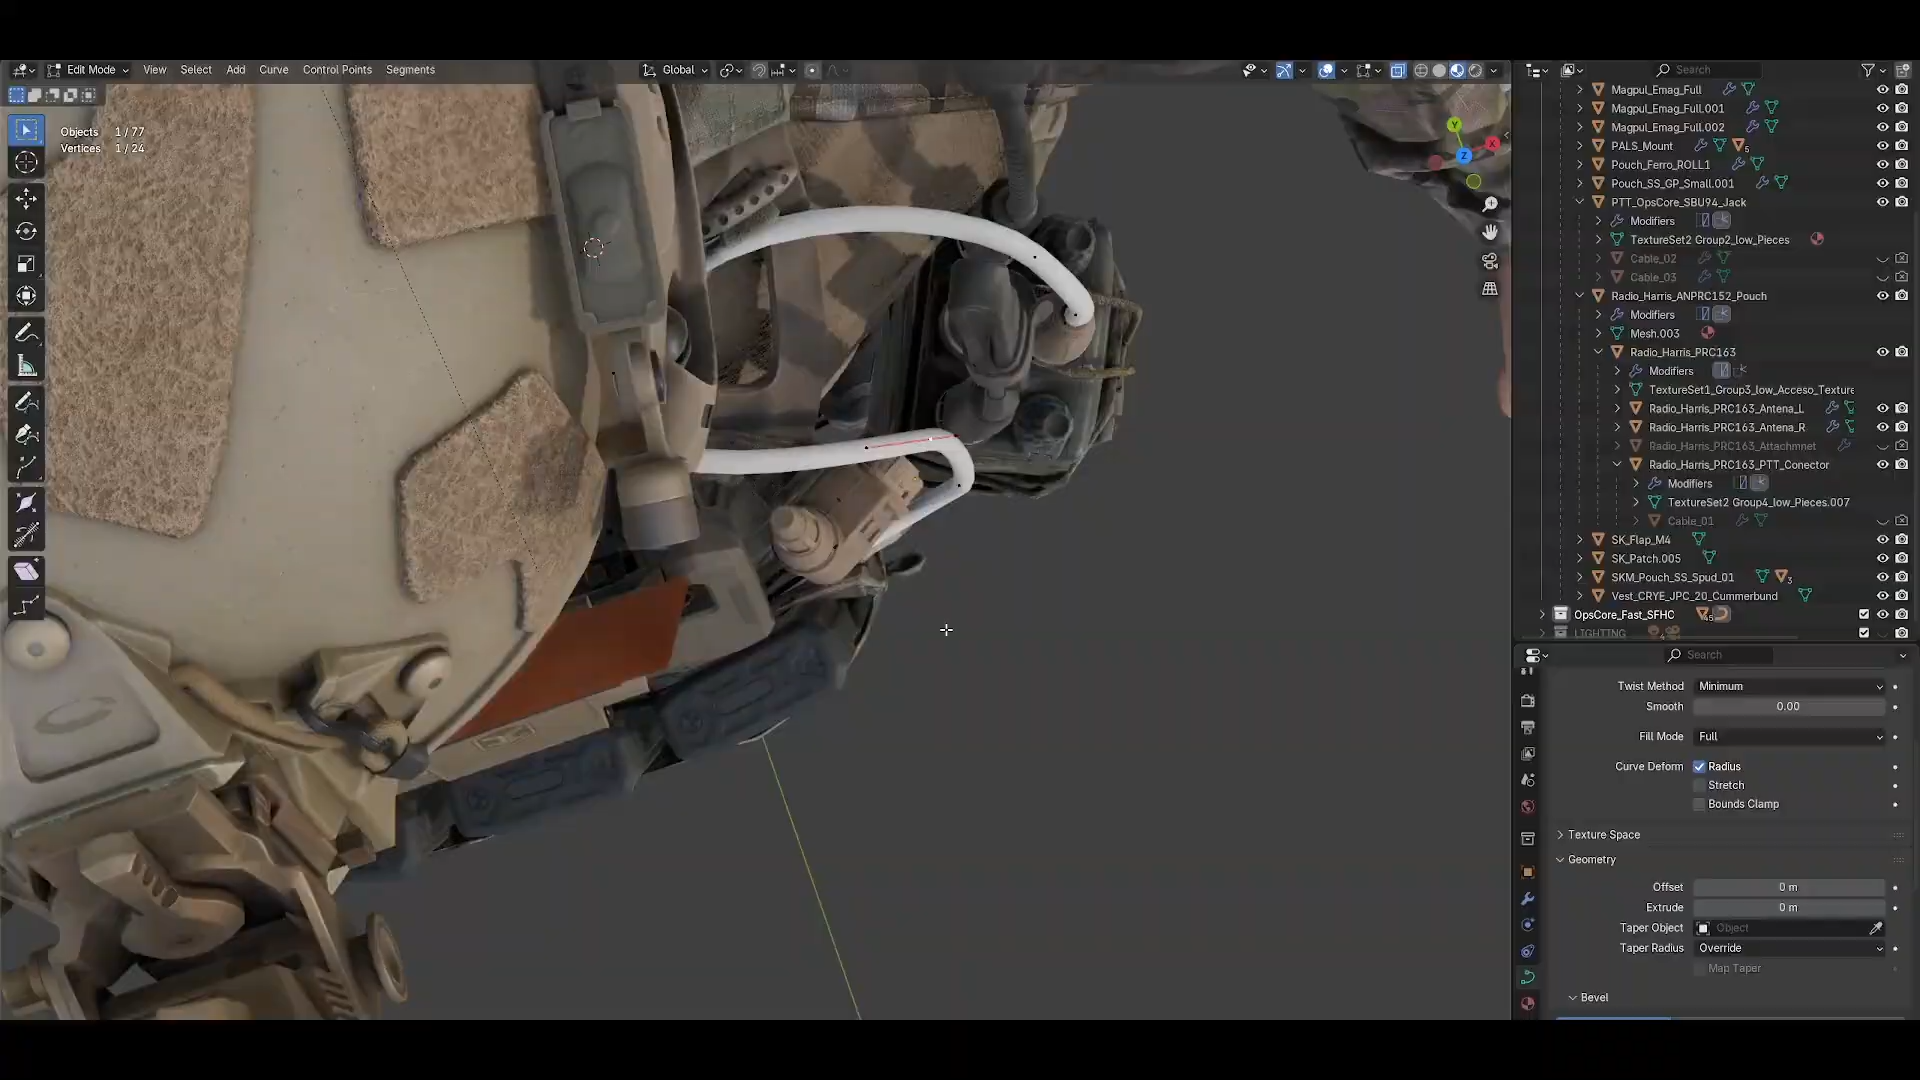 Edit Mode View Select Add Curve Control Points Segments Global Search
Objects 1 / 77
Vertices 1 / 24
Y
X
Z
Magpul_Emag_Full
Magpul_Emag_Full.001
Magpul_Emag_Full.002
PALS_Mount 5
Pouch_Ferro_ROLL1
Pouch_SS_GP_Small.001
PTT_OpsCore_SBU94_Jack
Modifiers
TextureSet2 Group2_low_Pieces
Cable_02
Cable_03
Radio_Harris_ANPRC152_Pouch
Modifiers
Mesh.003
Radio_Harris_PRC163
Modifiers
TextureSet1_Group3_low_Acceso_Texture
Radio_Harris_PRC163_Antena_L
Radio_Harris_PRC163_Antena_R
Radio_Harris_PRC163_Attachmnet
Radio_Harris_PRC163_PTT_Conector
Modifiers
TextureSet2 Group4_low_Pieces.007
Cable_01
SK_Flap_M4
SK_Patch.005
SKM_Pouch_SS_Spud_01 3
Vest_CRYE_JPC_20_Cummerbund
OpsCore_Fast_SFHC
LIGHTING
Search
Twist Method Minimum
Smooth 0.00
Fill Mode Full
Curve Deform Radius
Stretch
Bounds Clamp
Texture Space
Geometry
Offset 0 m
Extrude 0 m
Taper Object Object
Taper Radius Override
Map Taper
Bevel